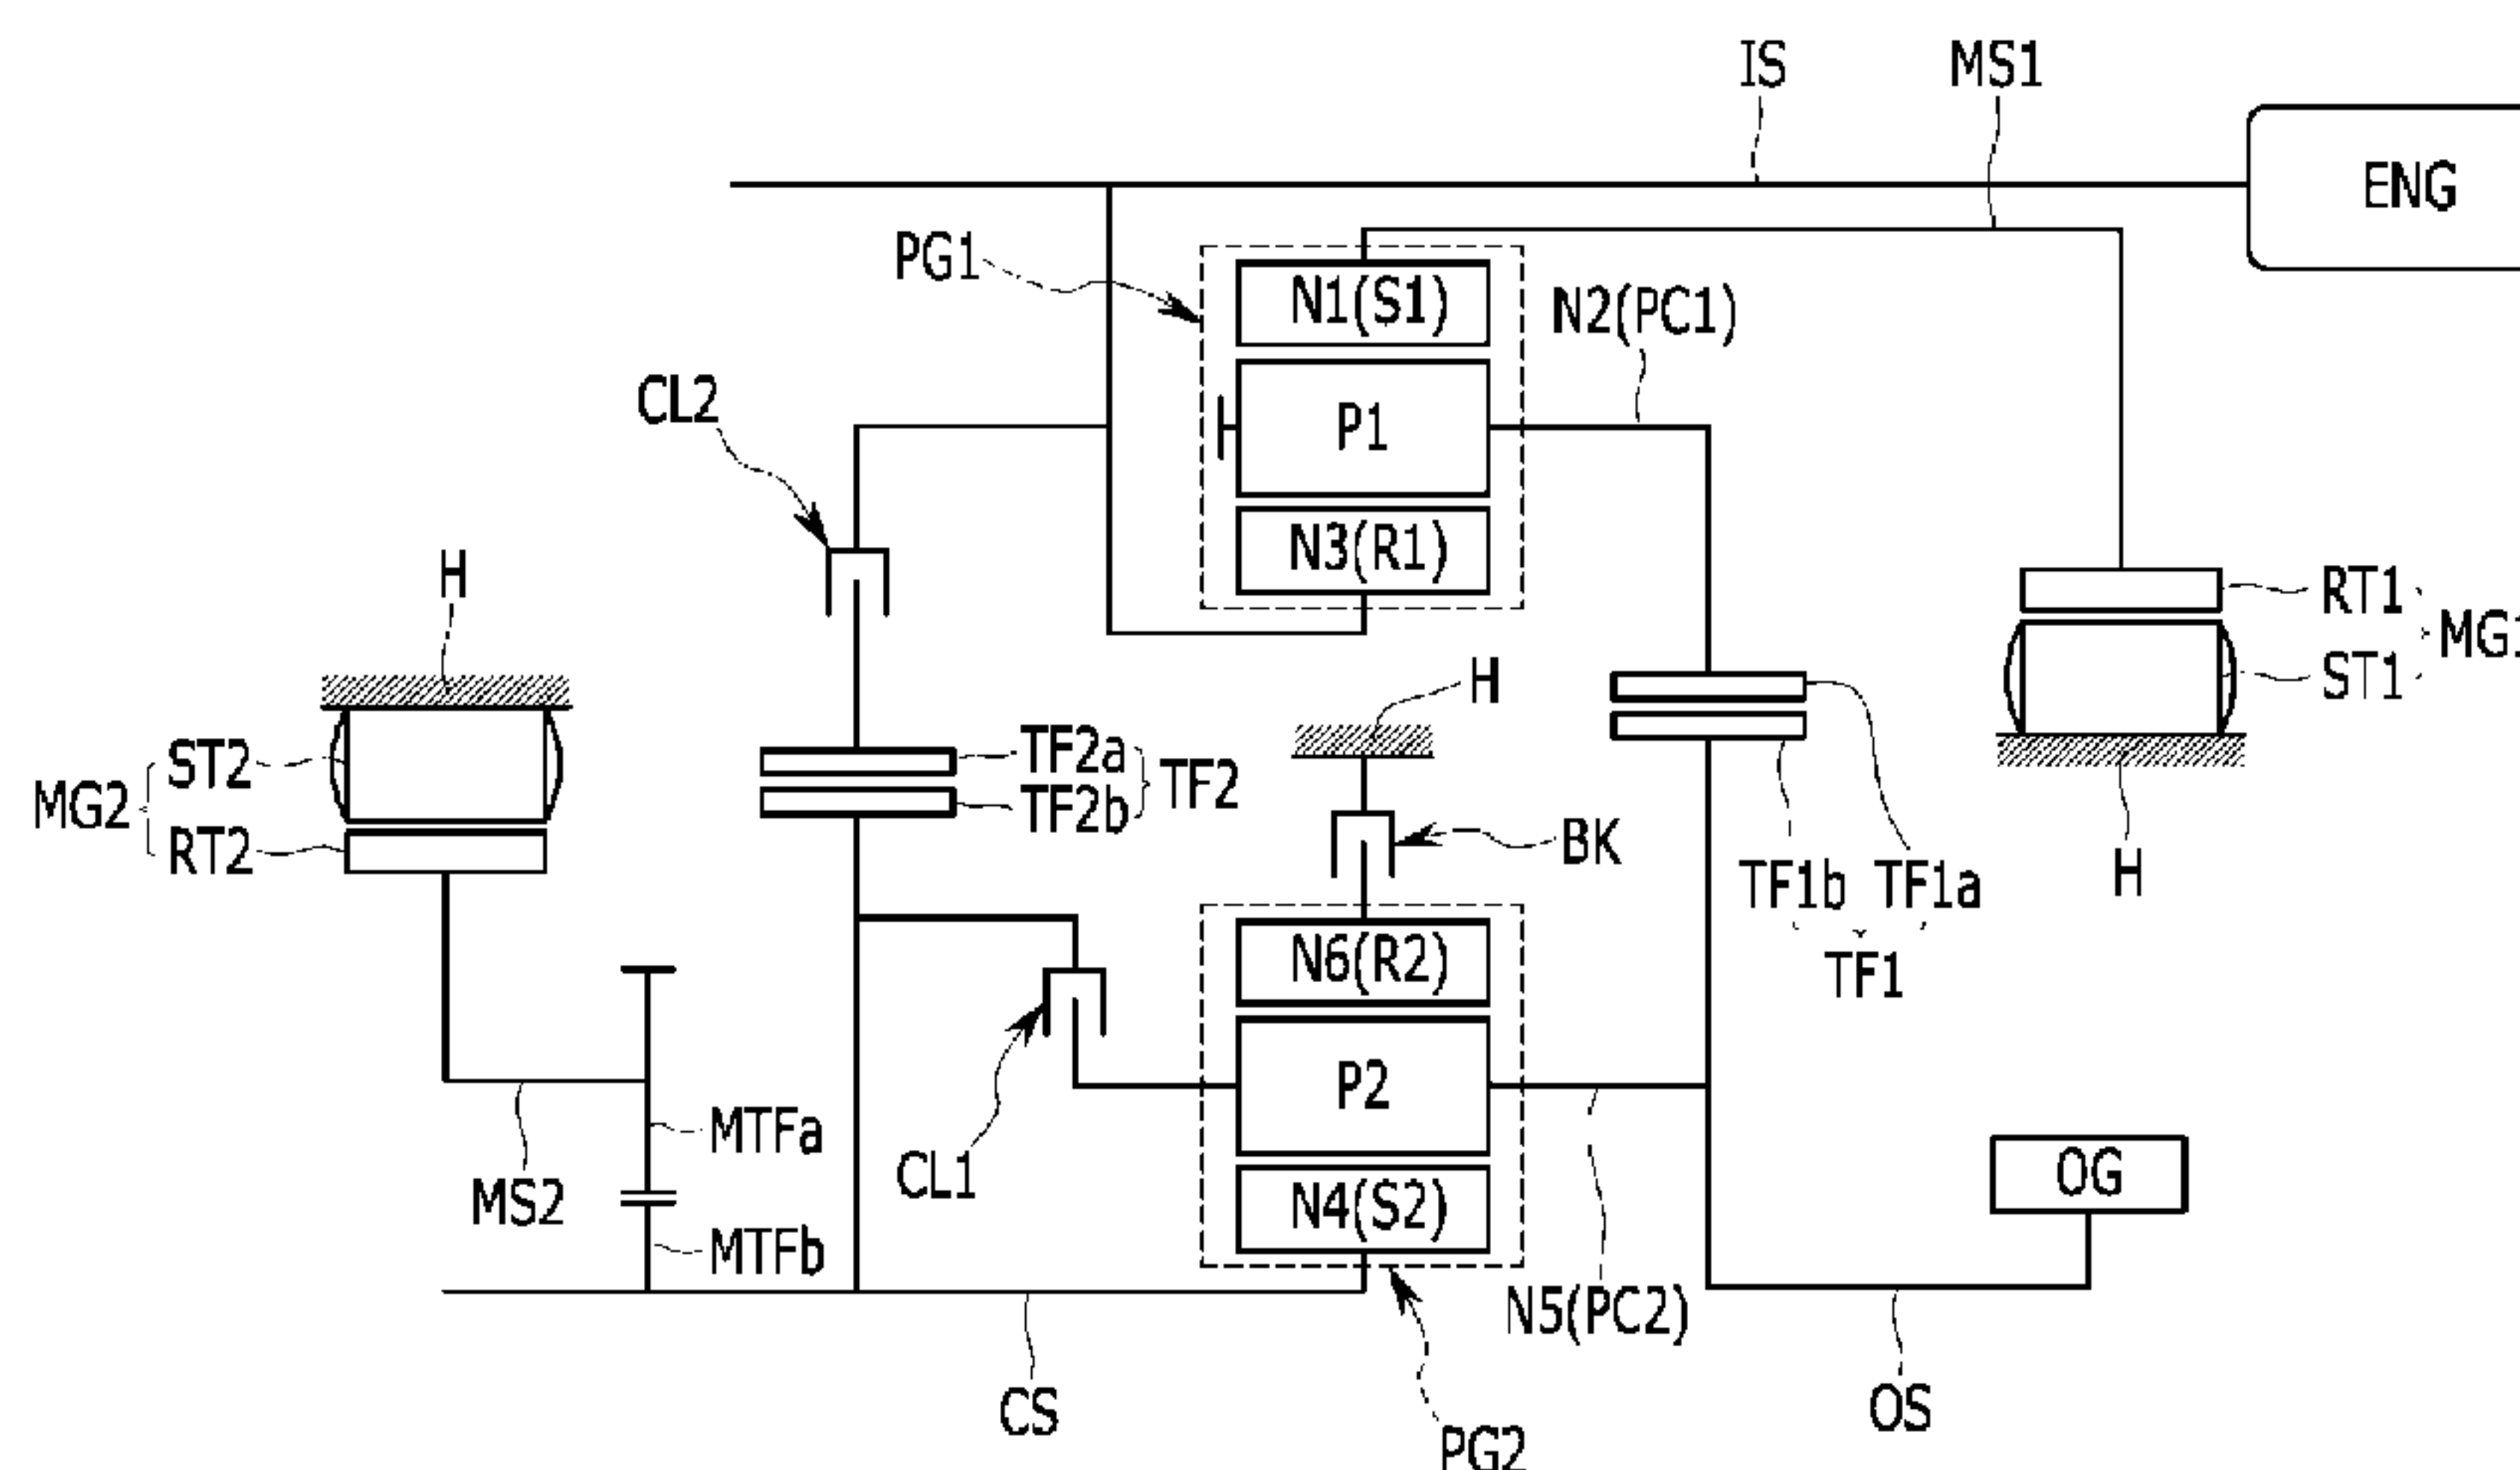 IS MS1
ENG
PG1
N1(S1)
N2(PC1)
CL2
P1
N3(R1)
H
RT1
MG1
ST1
H
TF2a
ST2
TF2
MG2
TF2b
BK
RT2
TF1b TF1a
H
N6(R2)
TF1
P2
MTFa
OG
CL1
MS2
N4(S2)
MTFb
N5(PC2)
CS
OS
PG2